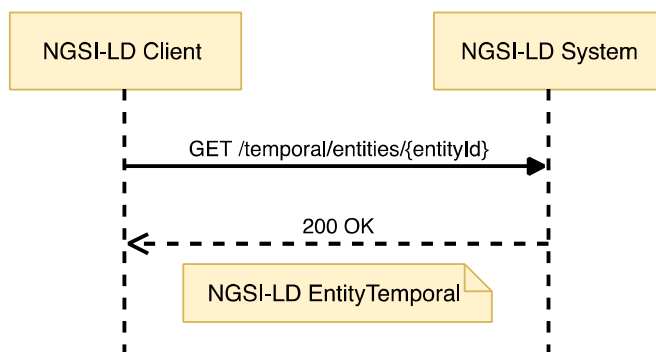 NGSI-LD Client
NGSI-LD System
GET /temporal/entities/{entityId}
200 OK
NGSI-LD EntityTemporal